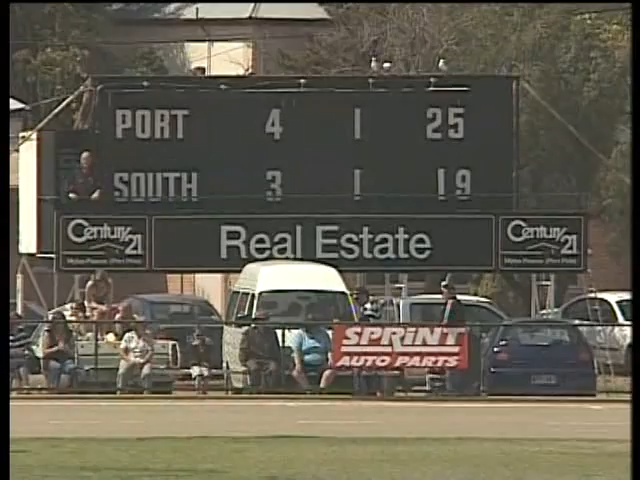 PORT 4 1 25
SOUTH 3 1 19
Century 21
Real Estate
Century 21
SPRINT
AUTO PARTS